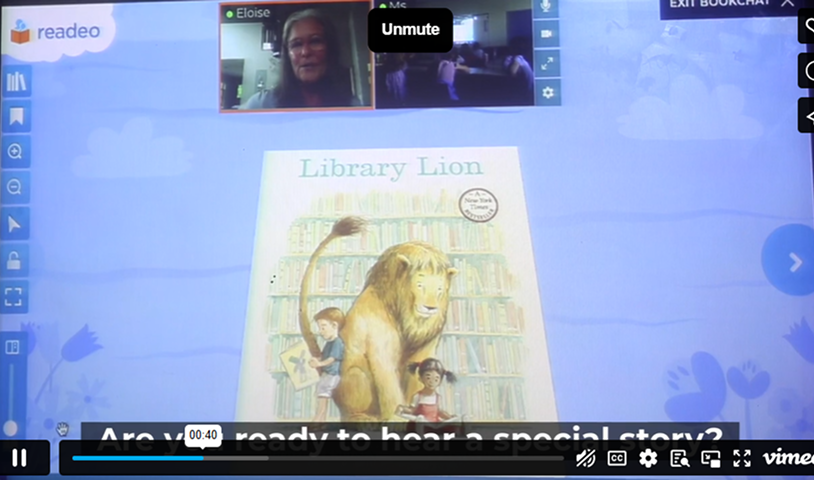 EXIT BOOKCHAT
Eloise
Ms.
Unmute
readeo
Library Lion
A
New York
Times
BESTSELLER
Are you ready to hear a special story?
00:40
CC
vimeo